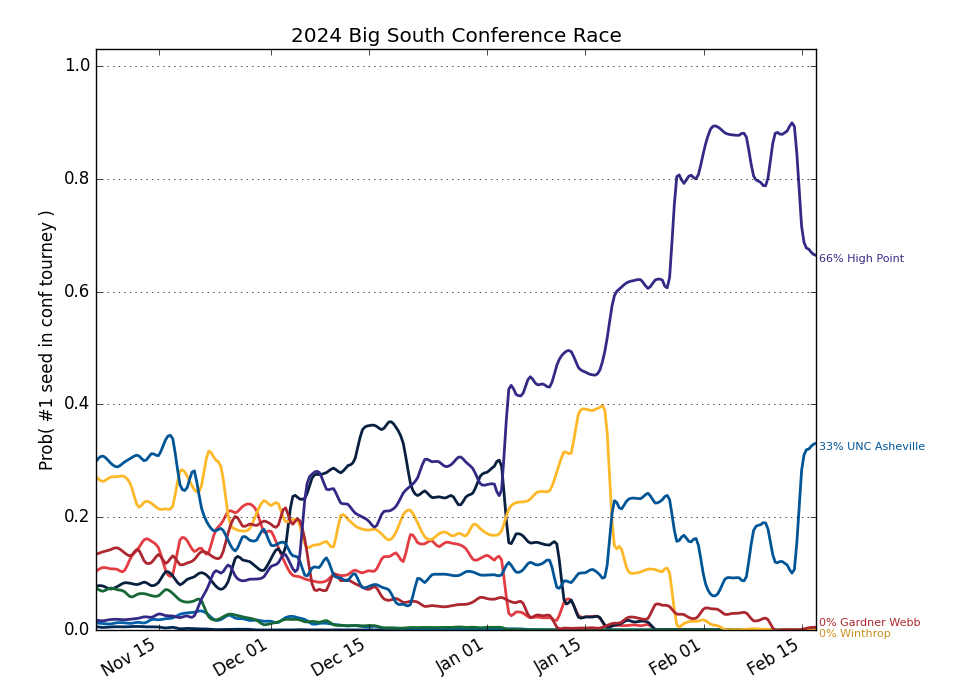 2024 Big South Conference Race
Prob( #1 seed in conf tourney )
1.0
0.8
0.6
0.4
0.2
0.0
66% High Point
33% UNC Asheville
0% Gardner Webb
0% Winthrop
Nov 15
Dec 01
Dec 15
Jan 01
Jan 15
Feb 01
Feb 15